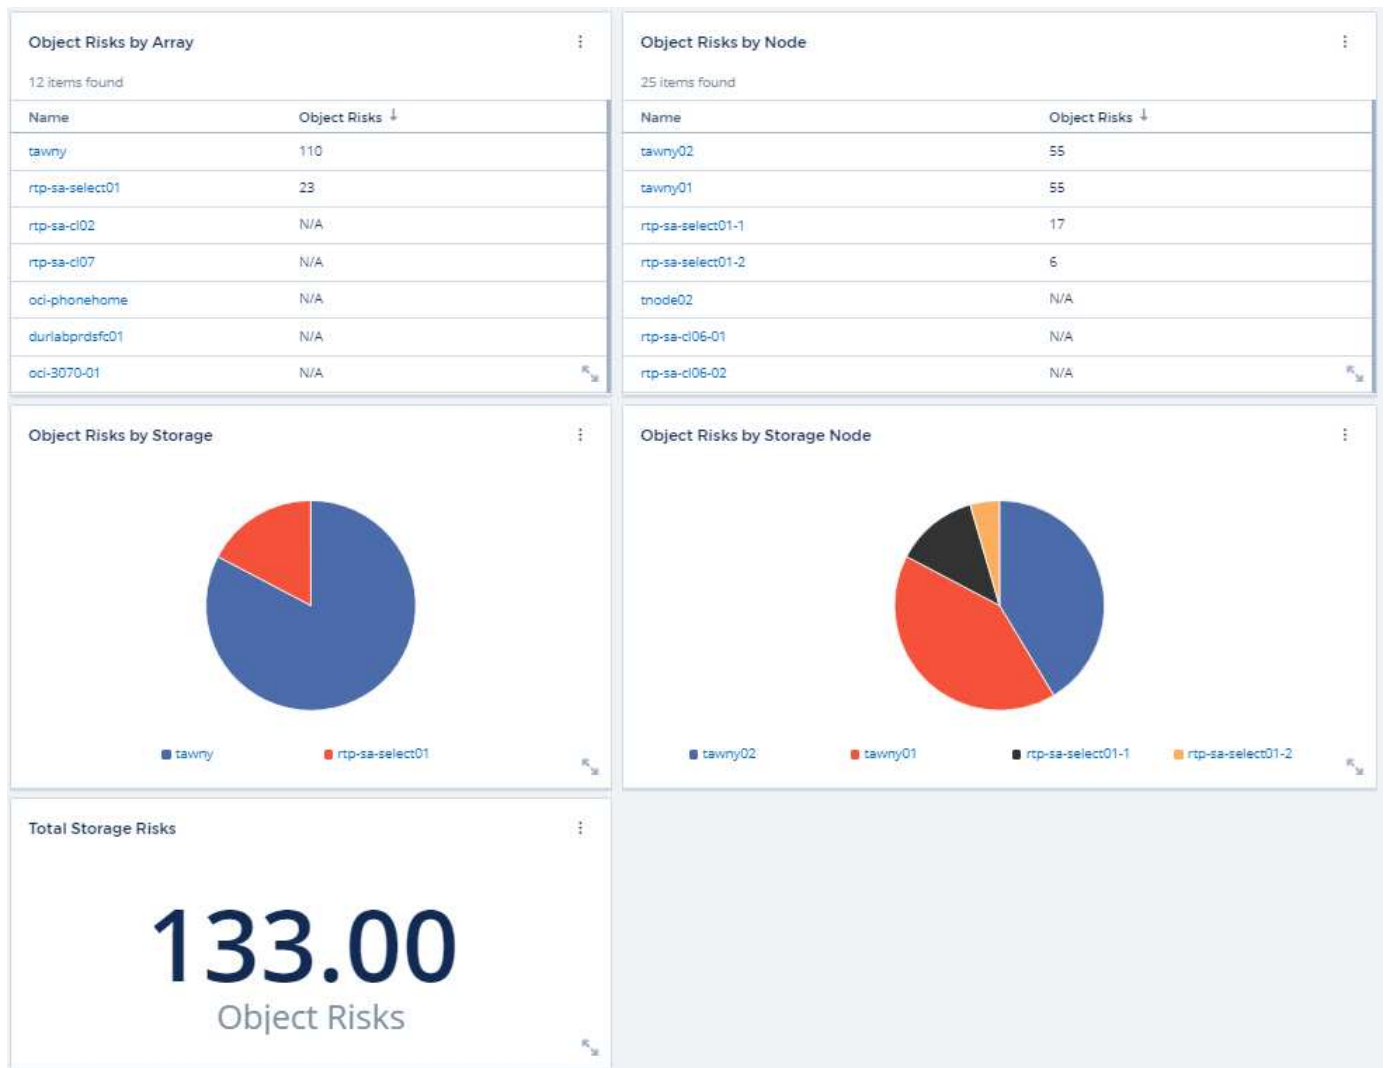 Object Risks by Array
12 items found
Name Object Risks ↓
tawny 110
rtp-sa-select01 23
rtp-sa-cl02 N/A
rtp-sa-cl07 N/A
oci-phonehome N/A
durlabprdsfc01 N/A
oci-3070-01 N/A
Object Risks by Node
25 items found
Name Object Risks ↓
tawny02 55
tawny01 55
rtp-sa-select01-1 17
rtp-sa-select01-2 6
tnode02 N/A
rtp-sa-cl06-01 N/A
rtp-sa-cl06-02 N/A
Object Risks by Storage
tawny rtp-sa-select01
Object Risks by Storage Node
tawny02 tawny01 rtp-sa-select01-1 rtp-sa-select01-2
Total Storage Risks
133.00
Object Risks